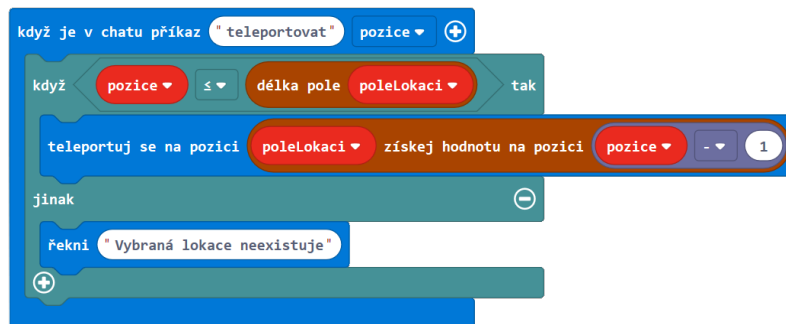 když je v chatu příkaz "teleportovat" pozice
když pozice ≤ délka pole poleLokaci tak
teleportuj se na pozici poleLokaci získej hodnotu na pozici pozice - 1
jinak
řekni "Vybraná lokace neexistuje"